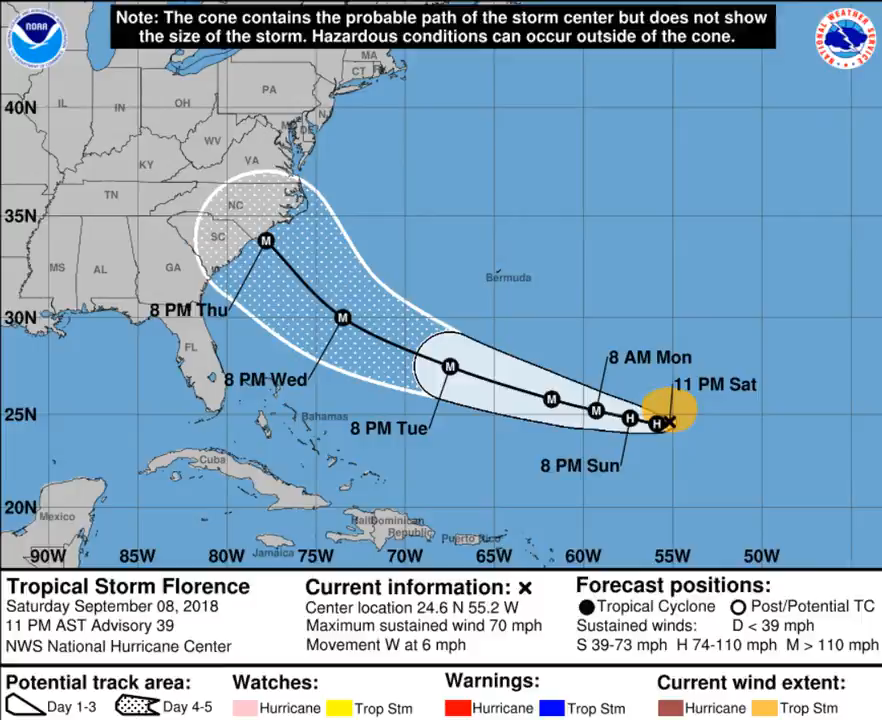 Note: The cone contains the probable path of the storm center but does not show
the size of the storm. Hazardous conditions can occur outside of the cone.
NOAA
NATIONAL WEATHER SERVICE
MA
CT
PA
40N
IL
IN
OH
DE
WV
KY
VA
TN
NC
35N
SC
MS
AL
GA
M
Bermuda
8 PM Thu
30N
M
FL
8 AM Mon
M
8 PM Wed
11 PM Sat
M
M
H
H
25N
Bahamas
8 PM Tue
8 PM Sun
Cuba
20N
Mexico
Haiti
Dominican
Republic
Puerto Rico
Jamaica
90W 85W 80W 75W 70W 65W 60W 55W 50W
Tropical Storm Florence
Saturday September 08, 2018
11 PM AST Advisory 39
NWS National Hurricane Center
Current information: x
Center location 24.6 N 55.2 W
Maximum sustained wind 70 mph
Movement W at 6 mph
Forecast positions:
Tropical Cyclone Post/Potential TC
Sustained winds: D < 39 mph
S 39-73 mph H 74-110 mph M > 110 mph
Potential track area:
Day 1-3 Day 4-5
Watches:
Hurricane Trop Stm
Warnings:
Hurricane Trop Stm
Current wind extent:
Hurricane Trop Stm